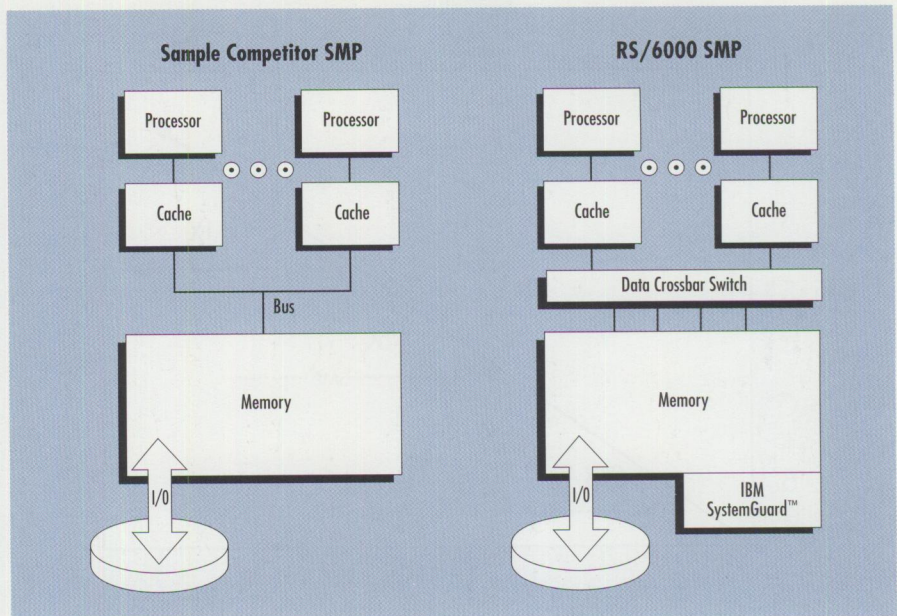 Sample Competitor SMP
Processor
Processor
Cache
Cache
Bus
Memory
I/O
RS/6000 SMP
Processor
Processor
Cache
Cache
Data Crossbar Switch
Memory
I/O
IBM
SystemGuard™